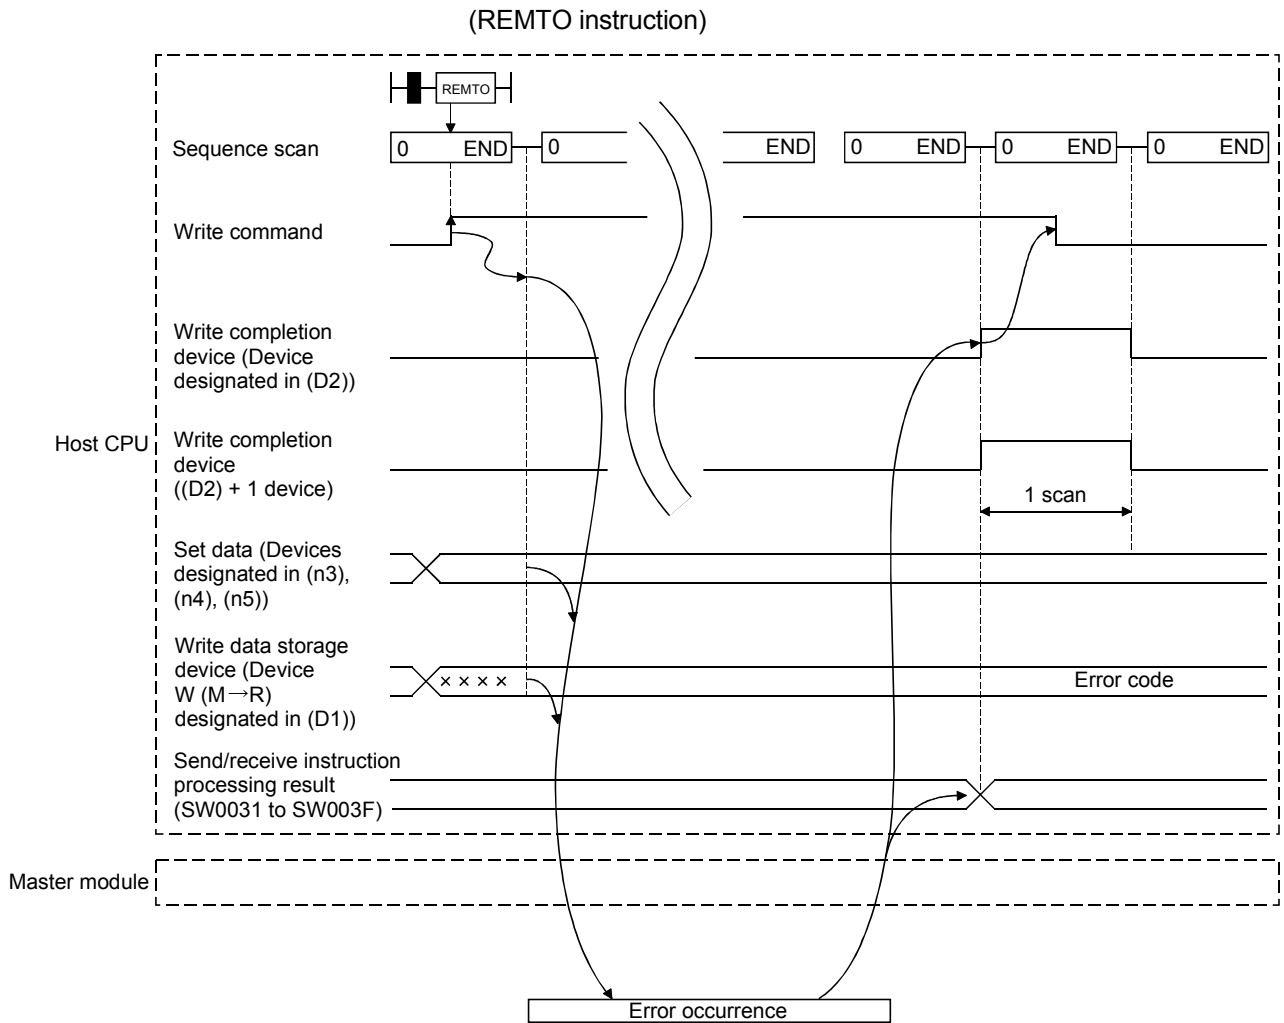 (REMTO instruction)
REMTO
Sequence scan
0 END 0 END 0 END 0 END 0 END
Write command
Write completion
device (Device
designated in (D2))
Host CPU
Write completion
device
((D2) + 1 device)
1 scan
Set data (Devices
designated in (n3),
(n4), (n5))
Write data storage
device (Device
W (M→R)
designated in (D1))
× × × ×
Error code
Send/receive instruction
processing result
(SW0031 to SW003F)
Master module
Error occurrence